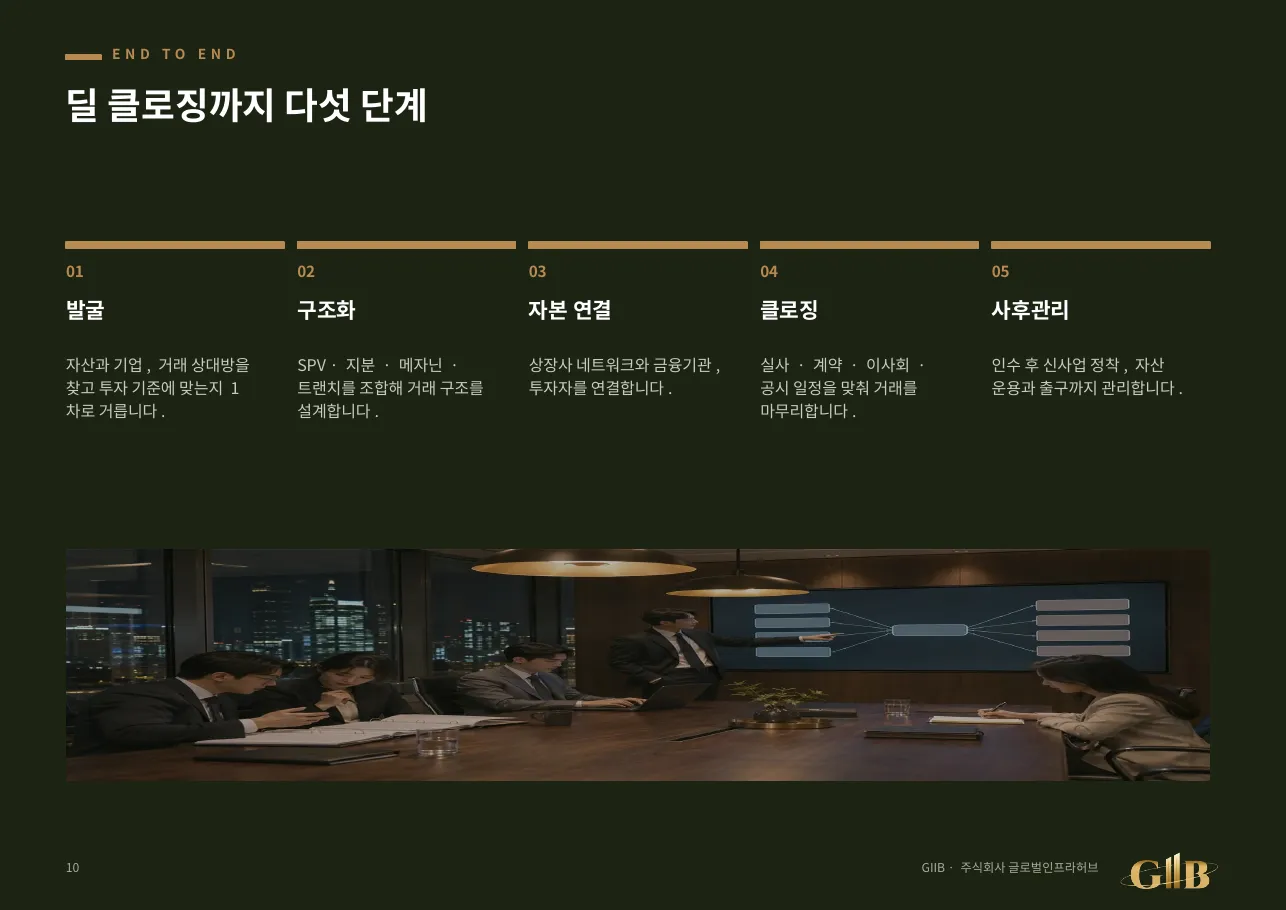 END TO END
딜 클로징까지 다섯 단계
01
발굴
자산과 기업 , 거래 상대방을
찾고 투자 기준에 맞는지 1
차로 거릅니다 .
02
구조화
SPV · 지분 · 메자닌 ·
트랜치를 조합해 거래 구조를
설계합니다 .
03
자본 연결
상장사 네트워크와 금융기관 ,
투자자를 연결합니다 .
04
클로징
실사 · 계약 · 이사회 ·
공시 일정을 맞춰 거래를
마무리합니다 .
05
사후관리
인수 후 신사업 정착 , 자산
운용과 출구까지 관리합니다 .
10
GIIB · 주식회사 글로벌인프라허브
GIIB